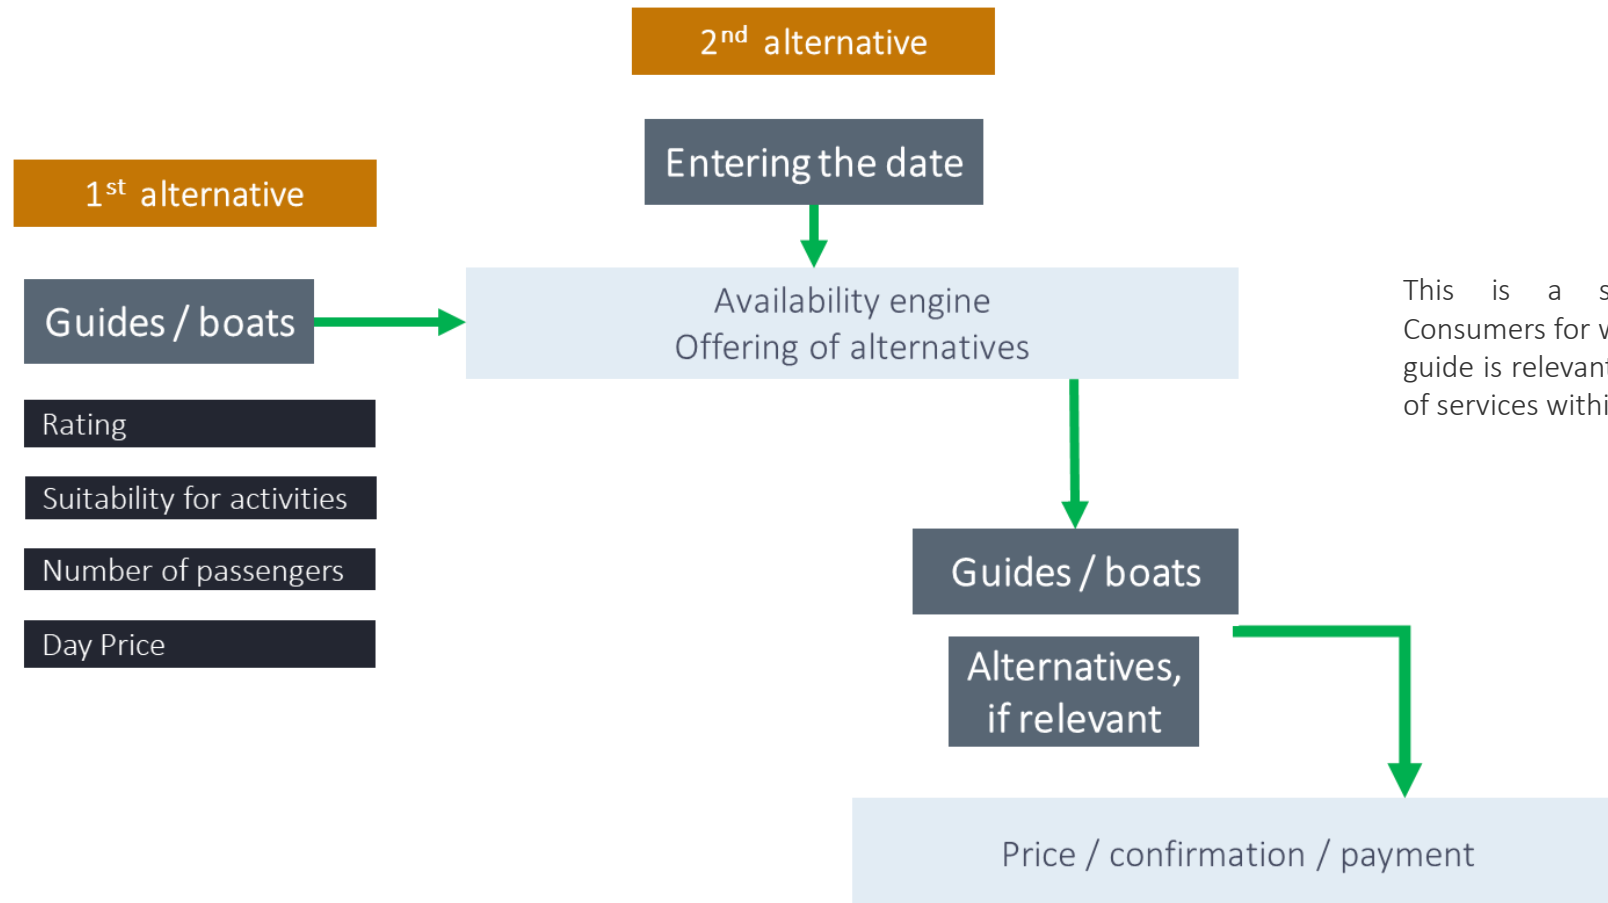 2nd alternative
Entering the date
1st alternative
Guides / boats
Availability engine
Offering of alternatives
Rating
Suitability for activities
Number of passengers
Day Price
This is a
Consumers for
guide is
of services
Guides / boats
Alternatives,
if relevant
Price / confirmation / payment